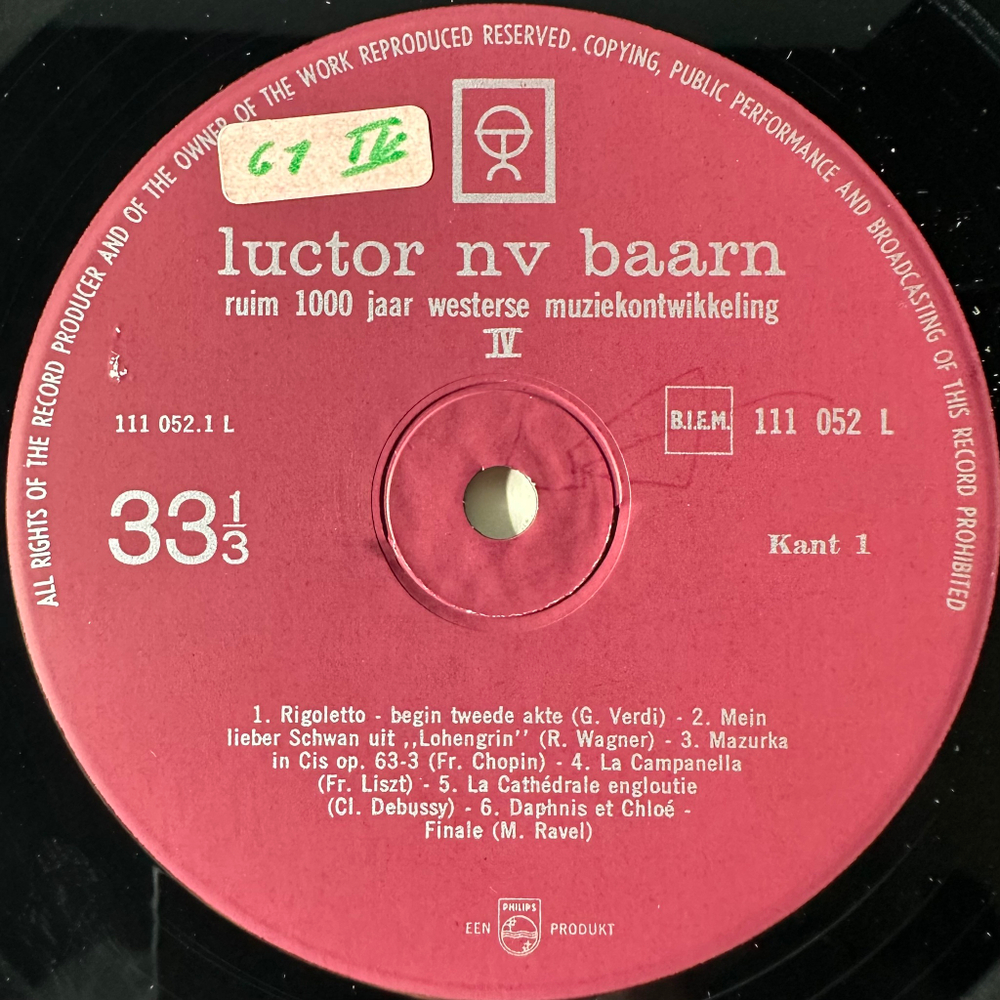 ALL RIGHTS OF THE RECORD PRODUCER AND OF THE OWNER OF THE WORK REPRODUCED RESERVED. COPYING, PUBLIC PERFORMANCE AND BROADCASTING OF THIS RECORD PROHIBITED
61 IV
luctor nv baarn
ruim 1000 jaar westerse muziekontwikkeling
IV
111 052.1 L
B.I.E.M. 111 052 L
33 1/3
Kant 1
1. Rigoletto - begin tweede akte (G. Verdi) - 2. Mein
lieber Schwan uit ,,Lohengrin'' (R. Wagner) - 3. Mazurka
in Cis op. 63-3 (Fr. Chopin) - 4. La Campanella
(Fr. Liszt) - 5. La Cathédrale engloutie
(Cl. Debussy) - 6. Daphnis et Chloé -
Finale (M. Ravel)
PHILIPS
EEN PRODUKT